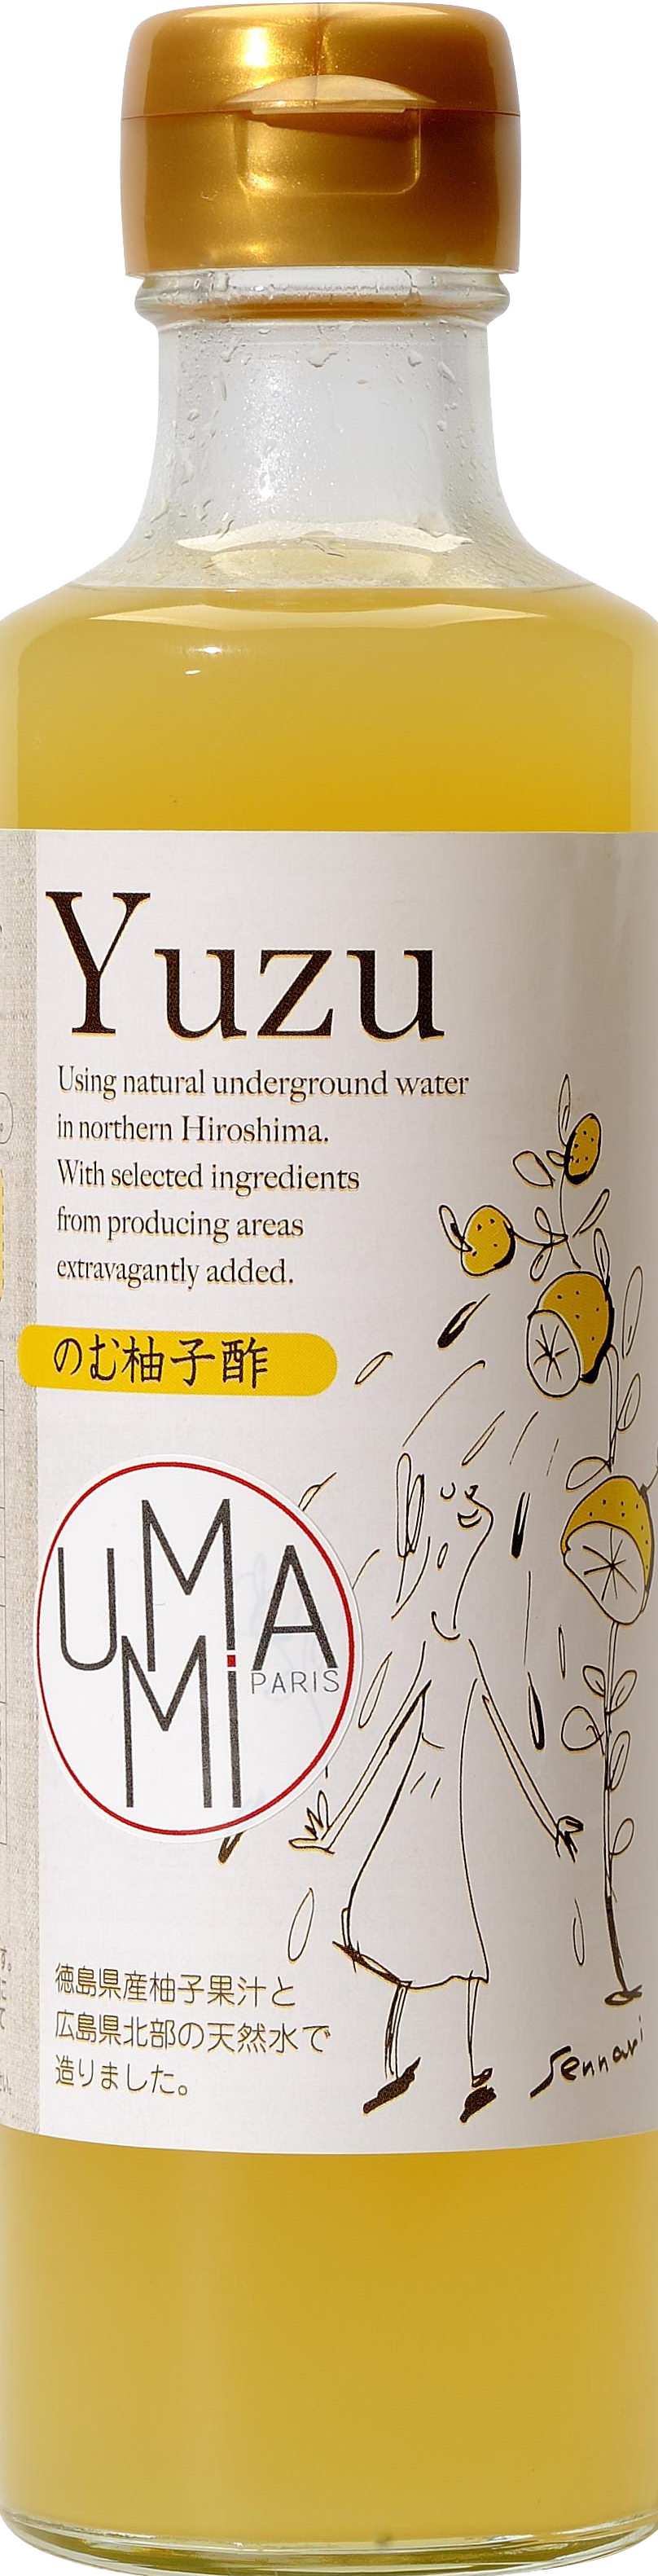 Yuzu
Using natural underground water
in northern Hiroshima.
With selected ingredients
from producing areas
extravagantly added.
のむ柚子酢
UMAMi
PARIS
徳島県産柚子果汁と
広島県北部の天然水で
造りました。
Sennari